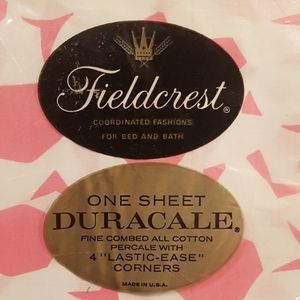 Fieldcrest®
COORDINATED FASHIONS
FOR BED AND BATH
ONE SHEET
DURACALE®
FINE COMBED ALL COTTON
PERCALE WITH
4 "LASTIC-EASE"
CORNERS
MADE IN U.S.A.